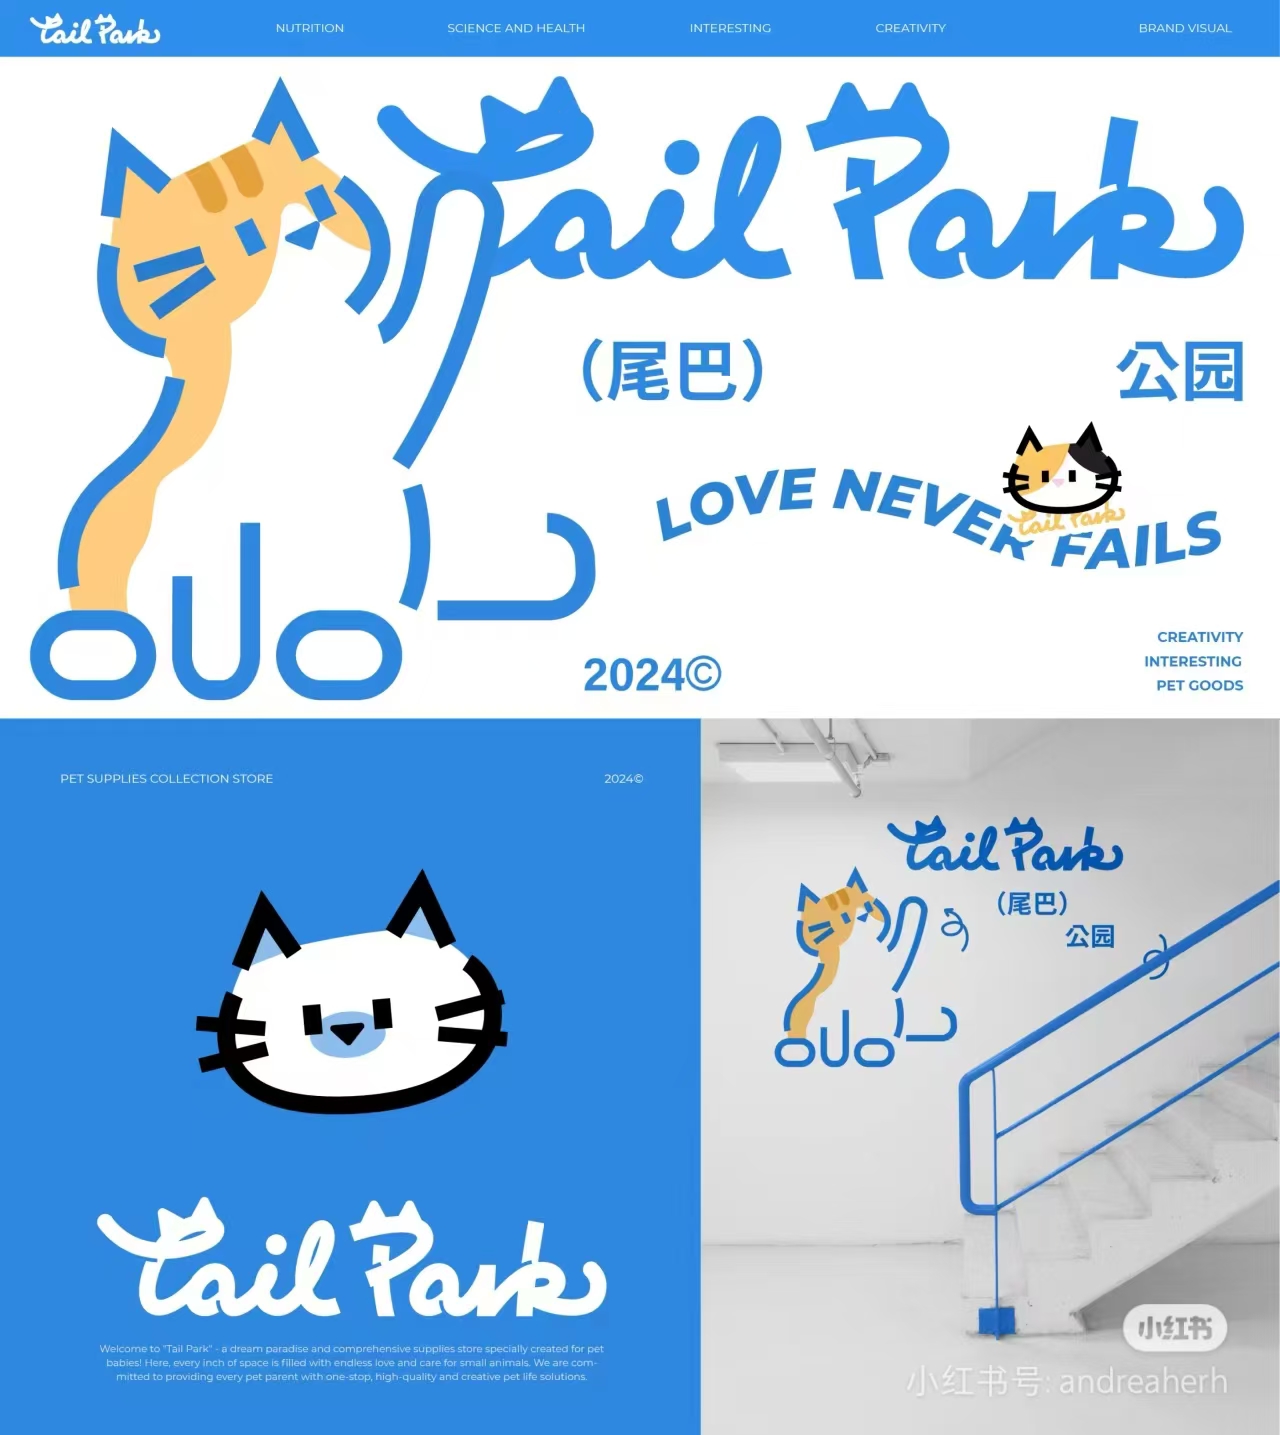 Tail Park
NUTRITION
SCIENCE AND HEALTH
INTERESTING
CREATIVITY
BRAND VISUAL
Tail Park
（尾巴）
公园
LOVE NEVER FAILS
Tail Park
2024©
CREATIVITY
INTERESTING
PET GOODS
PET SUPPLIES COLLECTION STORE
2024©
Tail Park
Welcome to "Tail Park" - a dream paradise and comprehensive supplies store specially created for pet
babies! Here, every inch of space is filled with endless love and care for small animals. We are com-
mitted to providing every pet parent with one-stop, high-quality and creative pet life solutions.
Tail Park
（尾巴）
公园
小红书
小红书号: andreaherh